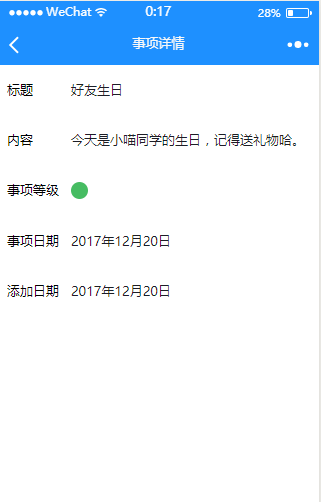 WeChat 0:17 28%
事项详情
标题 好友生日
内容 今天是小喵同学的生日，记得送礼物哈。
事项等级
事项日期 2017年12月20日
添加日期 2017年12月20日